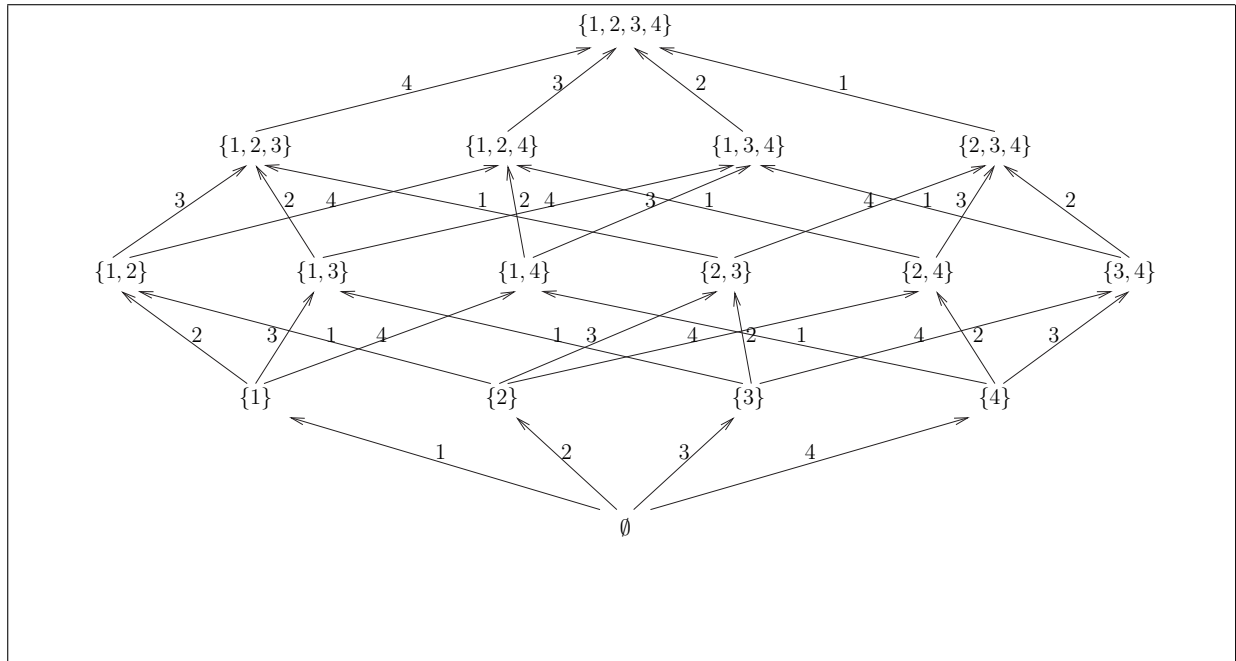 {1, 2, 3, 4}
4 3 2 1
{1, 2, 3} {1, 2, 4} {1, 3, 4} {2, 3, 4}
3 2 4 1 2 4 3 1 4 1 3 2
{1, 2} {1, 3} {1, 4} {2, 3} {2, 4} {3, 4}
2 3 1 4 1 3 4 2 1 4 2 3
{1} {2} {3} {4}
1 2 3 4
∅